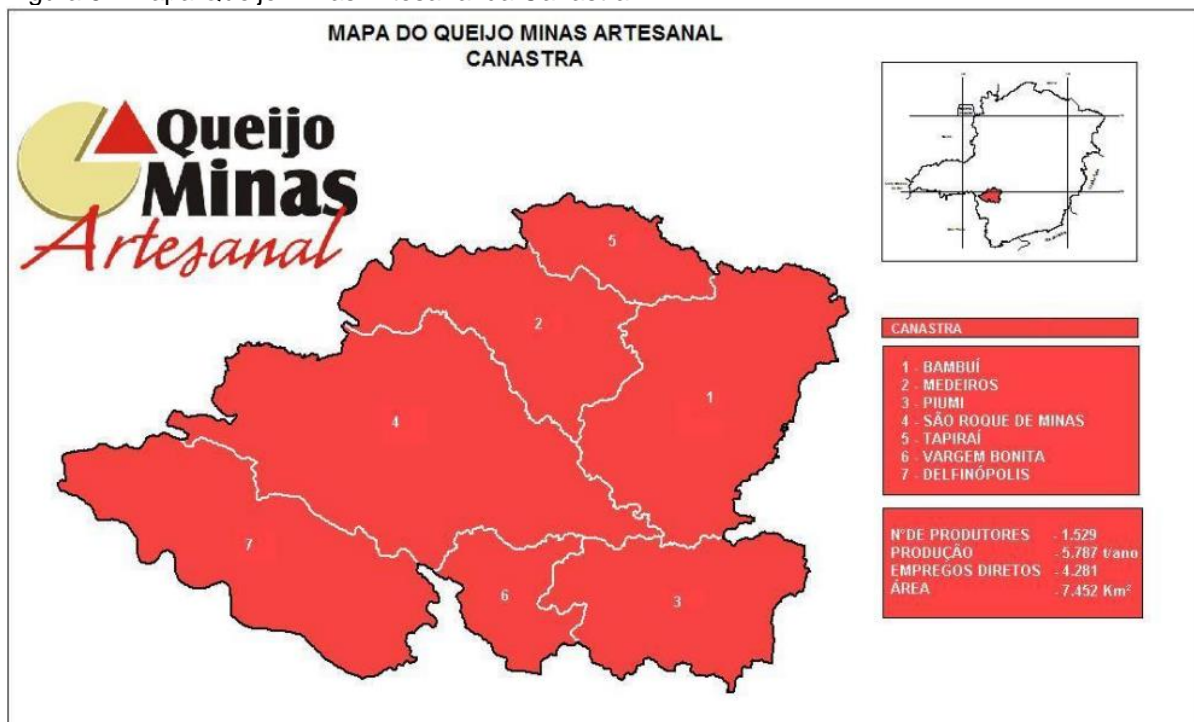 MAPA DO QUEIJO MINAS ARTESANAL
CANASTRA
Queijo
Minas
Artesanal
5
2
1
4
7
6
3
CANASTRA
1 - BAMBUÍ
2 - MEDEIROS
3 - PIUMI
4 - SÃO ROQUE DE MINAS
5 - TAPIRAÍ
6 - VARGEM BONITA
7 - DELFINÓPOLIS
N°DE PRODUTORES - 1.529
PRODUÇÃO - 5.787 t/ano
EMPREGOS DIRETOS - 4.281
ÁREA - 7.452 Km²